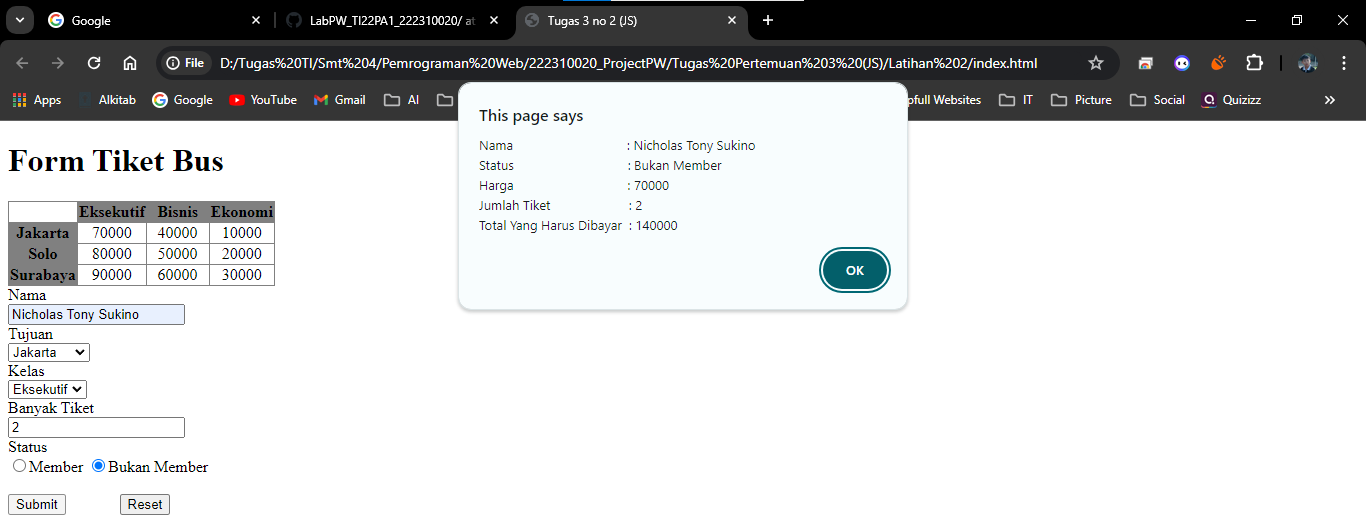 Google
LabPW_TI22PA1_222310020/ at
Tugas 3 no 2 (JS)
File
D:/Tugas%20TI/Smt%204/Pemrograman%20Web/222310020_ProjectPW/Tugas%20Pertemuan%203%20(JS)/Latihan%202/index.html
Apps
Alkitab
Google
YouTube
Gmail
AI
pfull Websites
IT
Picture
Social
Quizizz
This page says
Nama : Nicholas Tony Sukino
Status : Bukan Member
Harga : 70000
Jumlah Tiket : 2
Total Yang Harus Dibayar : 140000
OK
Form Tiket Bus
Eksekutif Bisnis Ekonomi
Jakarta 70000 40000 10000
Solo 80000 50000 20000
Surabaya 90000 60000 30000
Nama
Nicholas Tony Sukino
Tujuan
Jakarta
Kelas
Eksekutif
Banyak Tiket
2
Status
Member Bukan Member
Submit Reset